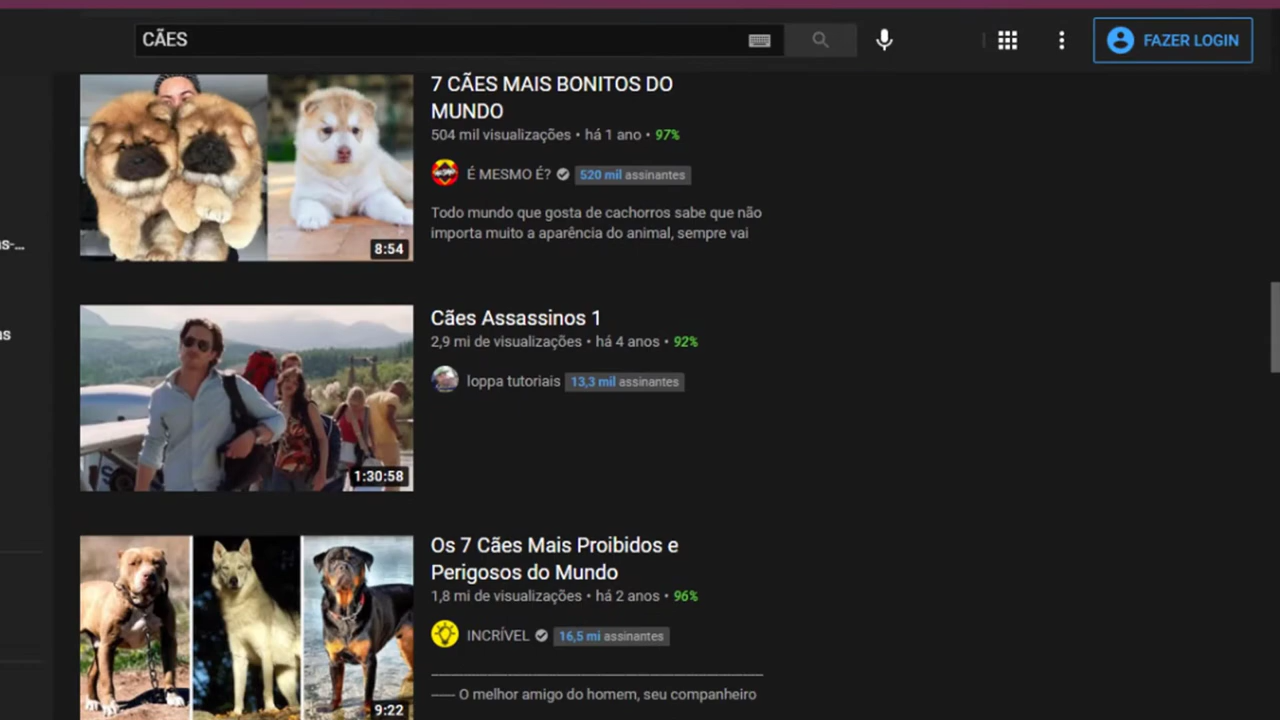 CÃES
FAZER LOGIN
7 CÃES MAIS BONITOS DO
MUNDO
504 mil visualizações • há 1 ano • 97%
É MESMO É? 520 mil assinantes
Todo mundo que gosta de cachorros sabe que não
importa muito a aparência do animal, sempre vai
8:54
s-...
as
Cães Assassinos 1
2,9 mi de visualizações • há 4 anos • 92%
loppa tutoriais 13,3 mil assinantes
1:30:58
Os 7 Cães Mais Proibidos e
Perigosos do Mundo
1,8 mi de visualizações • há 2 anos • 96%
INCRÍVEL 16,5 mi assinantes
—— O melhor amigo do homem, seu companheiro
9:22